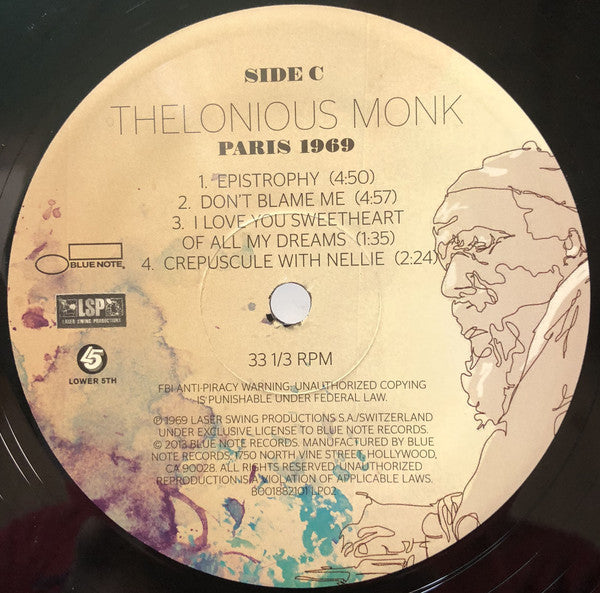 SIDE C
THELONIOUS MONK
PARIS 1969
1. EPISTROPHY (4:50)
2. DON'T BLAME ME (4:57)
3. I LOVE YOU SWEETHEART
OF ALL MY DREAMS (1:35)
4. CREPUSCULE WITH NELLIE (2:24)
BLUE NOTE
LSP
LASER SWING PRODUCTIONS
45
LOWER 5TH
33 1/3 RPM
FBI ANTI-PIRACY WARNING: UNAUTHORIZED COPYING
IS PUNISHABLE UNDER FEDERAL LAW.
℗ 1969 LASER SWING PRODUCTIONS S.A./SWITZERLAND
UNDER EXCLUSIVE LICENSE TO BLUE NOTE RECORDS.
© 2013 BLUE NOTE RECORDS. MANUFACTURED BY BLUE
NOTE RECORDS, 1750 NORTH VINE STREET, HOLLYWOOD,
CA 90028. ALL RIGHTS RESERVED. UNAUTHORIZED
REPRODUCTION IS A VIOLATION OF APPLICABLE LAWS.
B001882101 LP02